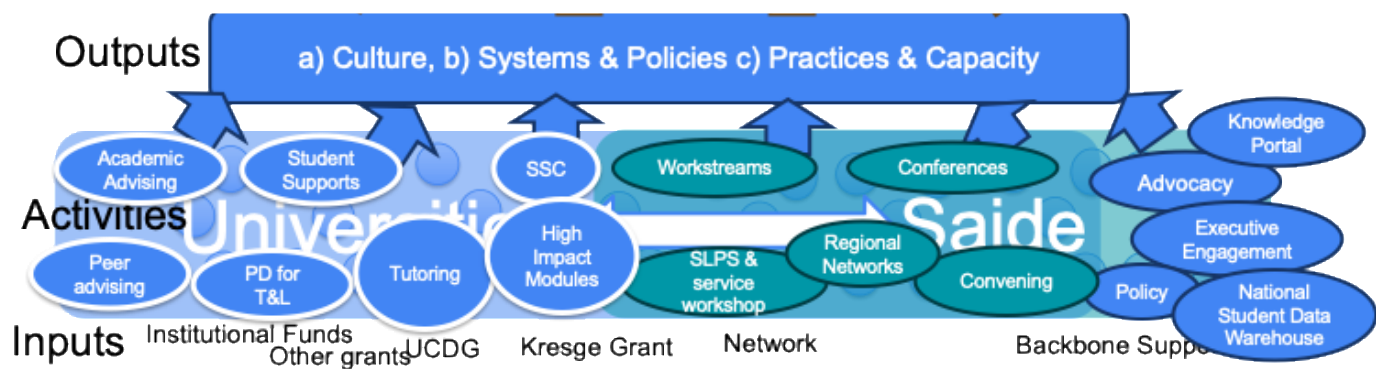 Outputs
a) Culture, b) Systems & Policies c) Practices & Capacity
Knowledge
Portal
Academic
Advising
Student
Supports
SSC
Workstreams
Conferences
Advocacy
Activities
Saide
Executive
Engagement
High
Impact
Modules
Regional
Networks
Peer
advising
PD for
T&L
Tutoring
SLPS &
service
workshop
Convening
Policy
National
Student Data
Warehouse
Inputs
Institutional Funds
Other grants
UCDG
Kresge Grant
Network
Backbone